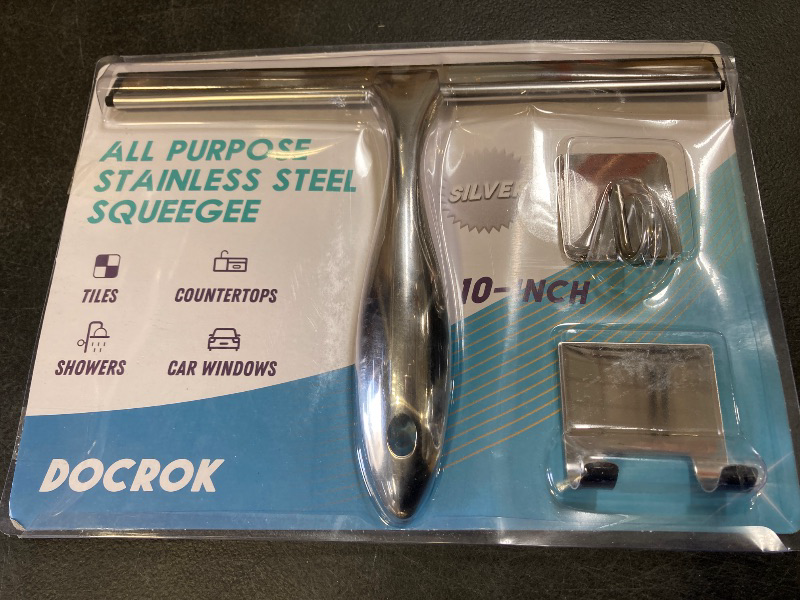 ALL PURPOSE
STAINLESS STEEL
SQUEEGEE
TILES
COUNTERTOPS
SHOWERS
CAR WINDOWS
SILVER
10-INCH
DOCROK